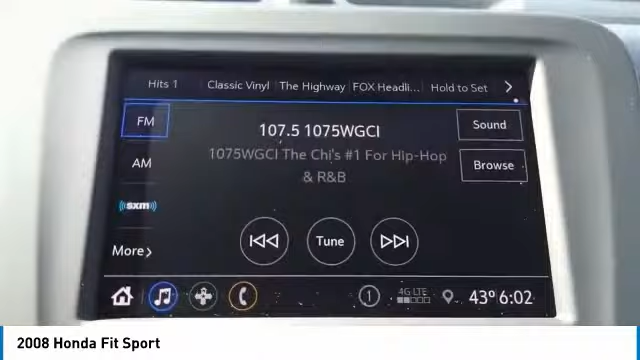 Hits 1 Classic Vinyl The Highway FOX Headli... Hold to Set
FM
107.5 1075WGCI
Sound
1075WGCI The Chi's #1 For Hip-Hop
& R&B
AM
Browse
sxm
More
Tune
1 4G LTE 43° 6:02
2008 Honda Fit Sport